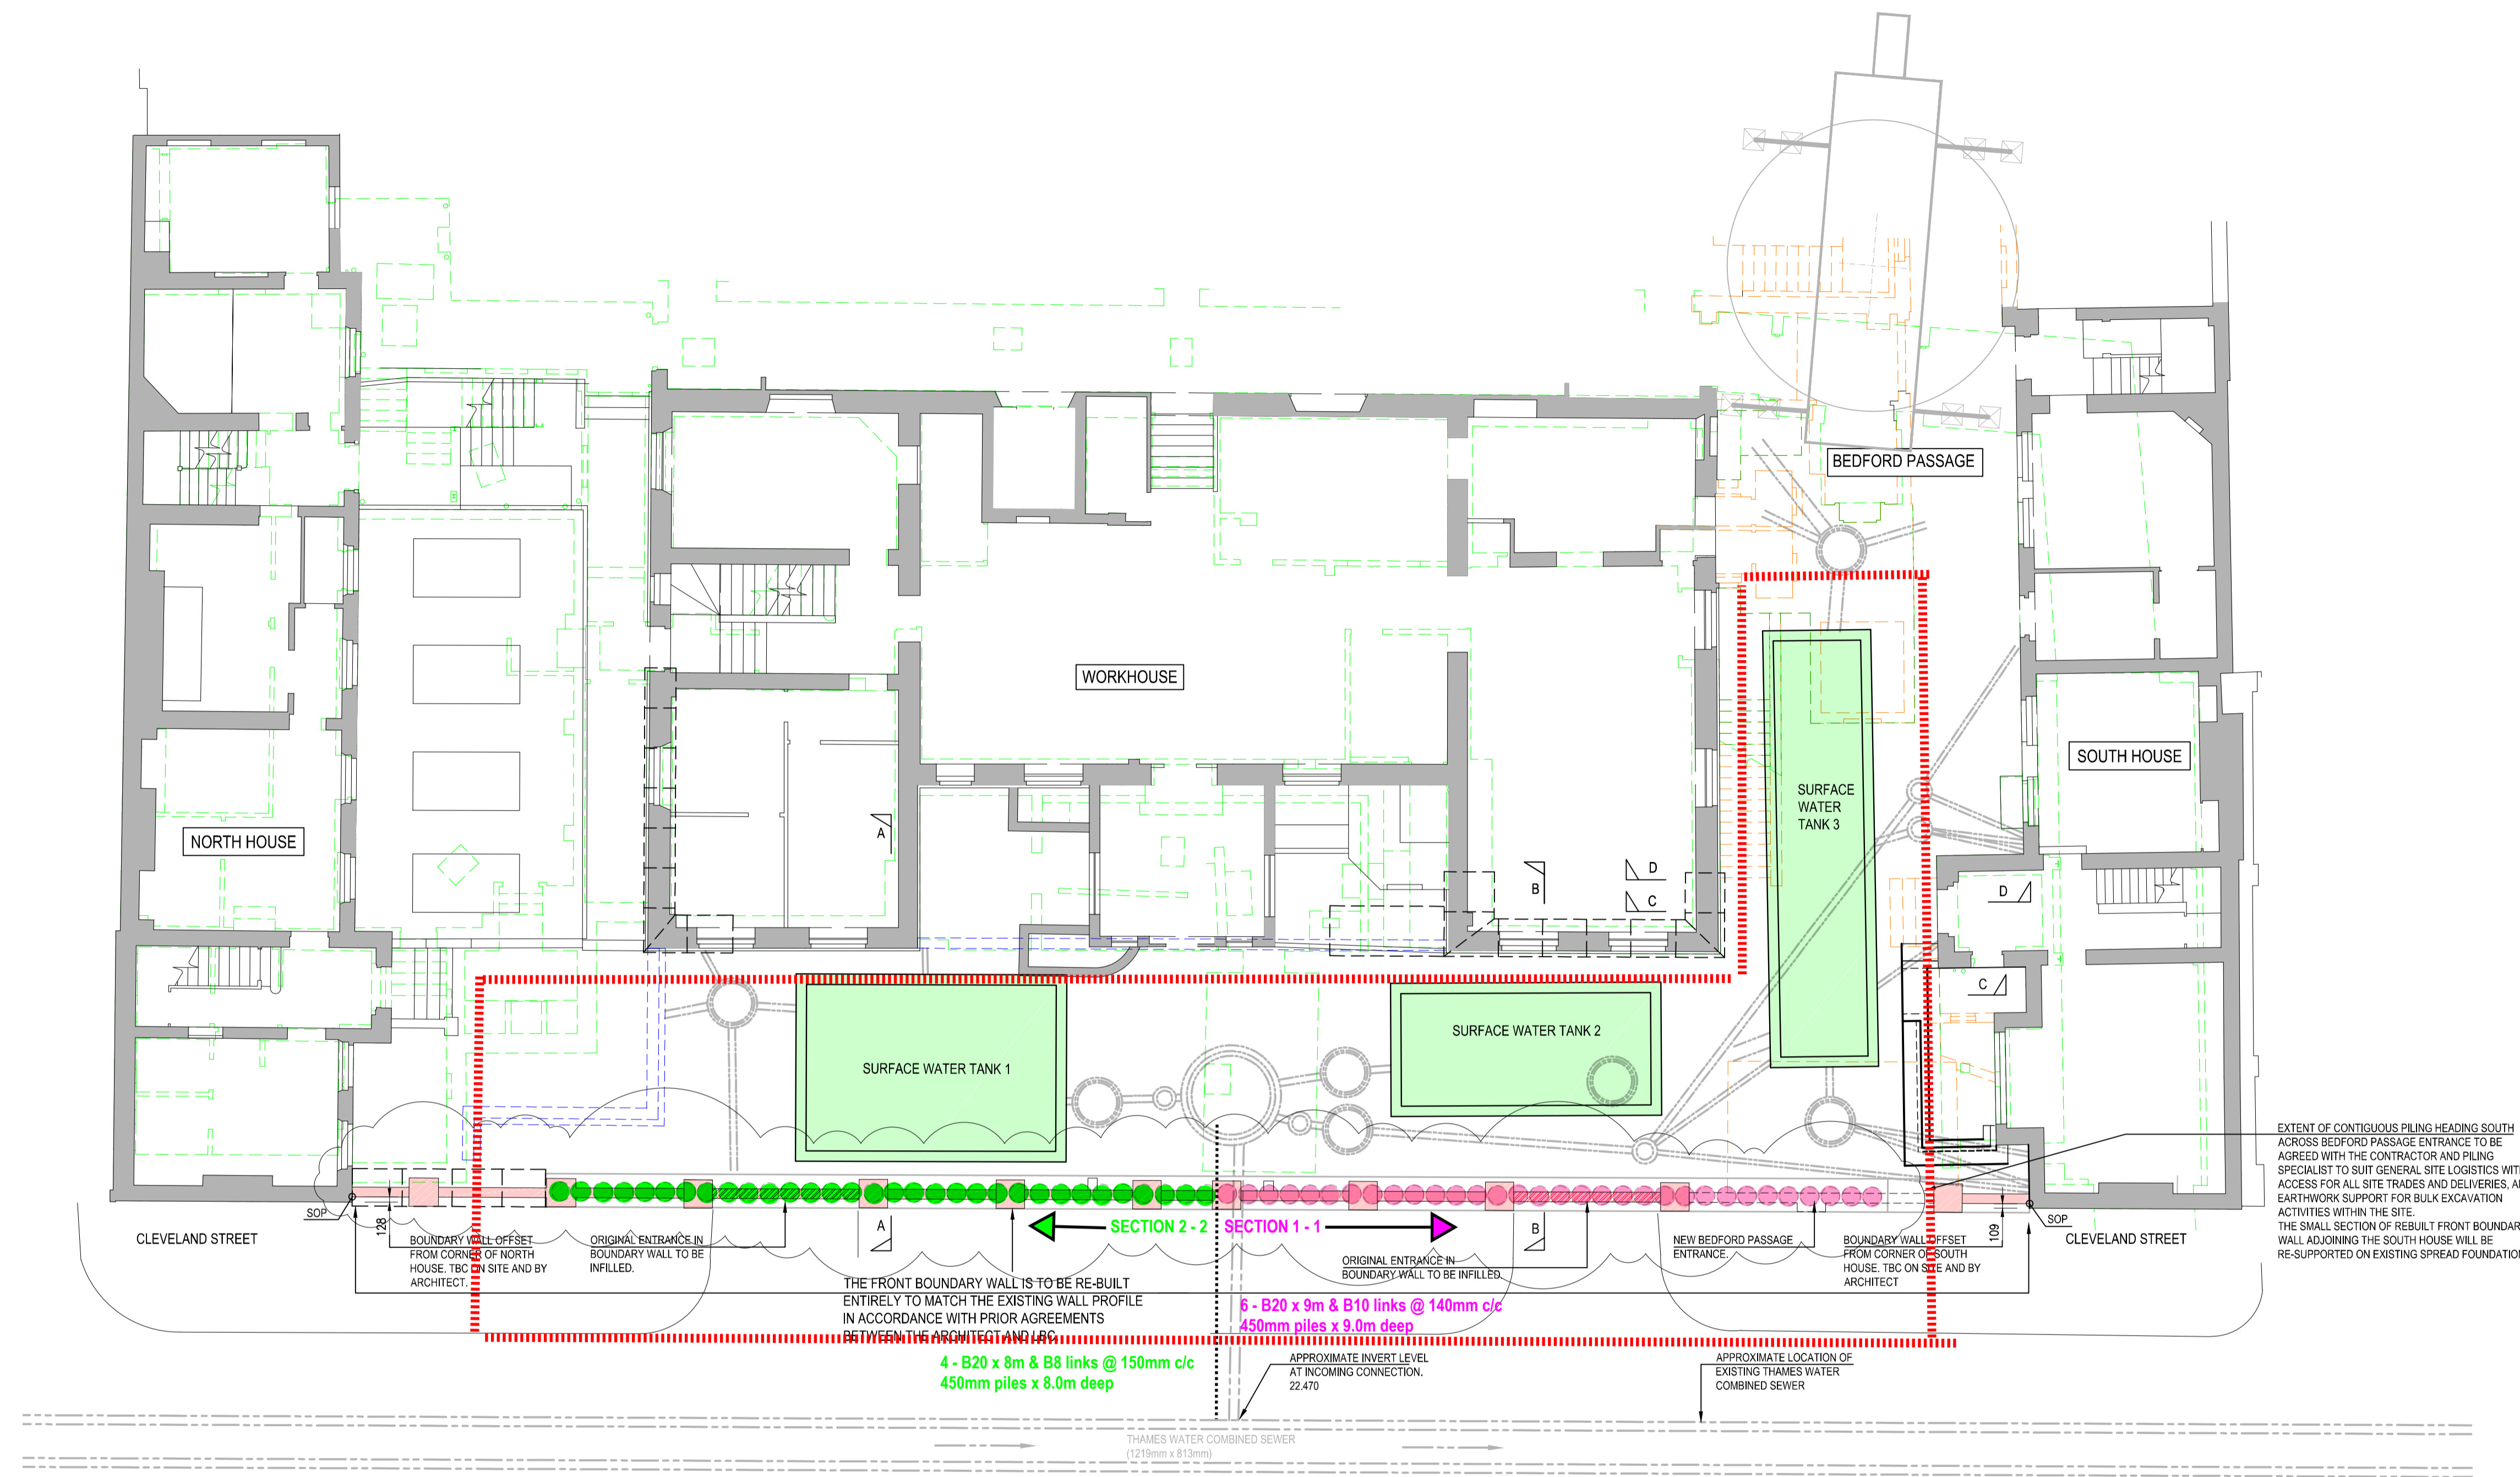 BEDFORD PASSAGE
WORKHOUSE
SOUTH HOUSE
NORTH HOUSE
SURFACE
WATER
TANK 3
A
B
D
C
D
C
SURFACE WATER TANK 1
SURFACE WATER TANK 2
EXTENT OF CONTIGUOUS PILING HEADING SOUTH
ACROSS BEDFORD PASSAGE ENTRANCE TO BE
AGREED WITH THE CONTRACTOR AND PILING
SPECIALIST TO SUIT GENERAL SITE LOGISTICS WIT
ACCESS FOR ALL SITE TRADES AND DELIVERIES, A
EARTHWORK SUPPORT FOR BULK EXCAVATION
ACTIVITIES WITHIN THE SITE.
THE SMALL SECTION OF REBUILT FRONT BOUNDAR
WALL ADJOINING THE SOUTH HOUSE WILL BE
RE-SUPPORTED ON EXISTING SPREAD FOUNDATION
SOP
128
A
SECTION 2 - 2
SECTION 1 - 1
B
109
SOP
CLEVELAND STREET
CLEVELAND STREET
BOUNDARY WALL OFFSET
FROM CORNER OF NORTH
HOUSE. TBC ON SITE AND BY
ARCHITECT.
ORIGINAL ENTRANCE IN
BOUNDARY WALL TO BE
INFILLED.
ORIGINAL ENTRANCE IN
BOUNDARY WALL TO BE INFILLED.
NEW BEDFORD PASSAGE
ENTRANCE.
BOUNDARY WALL OFFSET
FROM CORNER OF SOUTH
HOUSE. TBC ON SITE AND BY
ARCHITECT
THE FRONT BOUNDARY WALL IS TO BE RE-BUILT
ENTIRELY TO MATCH THE EXISTING WALL PROFILE
IN ACCORDANCE WITH PRIOR AGREEMENTS
BETWEEN THE ARCHITECT AND LBC.
6 - B20 x 9m & B10 links @ 140mm c/c
450mm piles x 9.0m deep
4 - B20 x 8m & B8 links @ 150mm c/c
450mm piles x 8.0m deep
APPROXIMATE INVERT LEVEL
AT INCOMING CONNECTION.
22.470
APPROXIMATE LOCATION OF
EXISTING THAMES WATER
COMBINED SEWER
THAMES WATER COMBINED SEWER
(1219mm x 813mm)